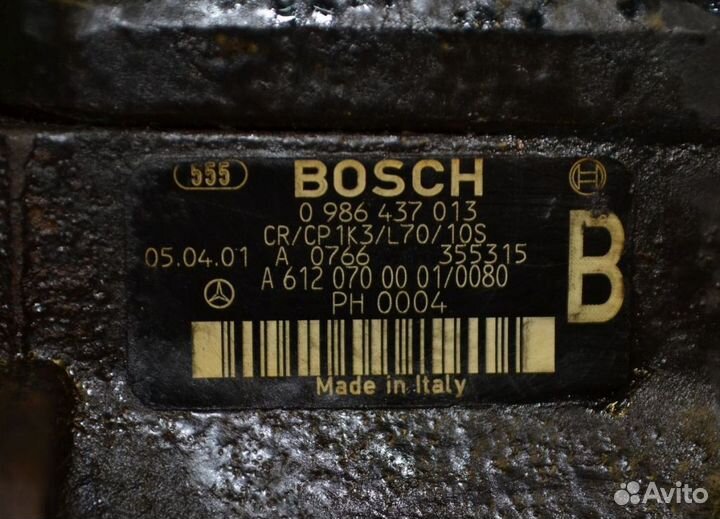 555 BOSCH
0 986 437 013
CR/CP1K3/L70/10S
05.04.01 A 0766 355315 B
A 612 070 00 01/0080
PH 0004
Made in Italy
Avito